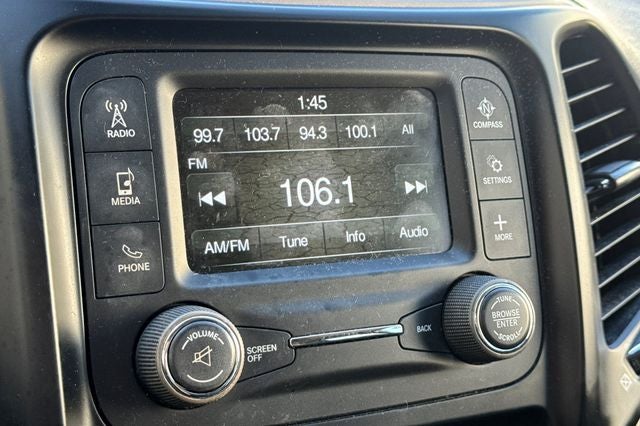 RADIO
MEDIA
PHONE
1:45
99.7 103.7 94.3 100.1 All
FM
106.1
AM/FM Tune Info Audio
N
COMPASS
SETTINGS
MORE
VOLUME
SCREEN
OFF
BACK
TUNE
BROWSE
ENTER
SCROLL